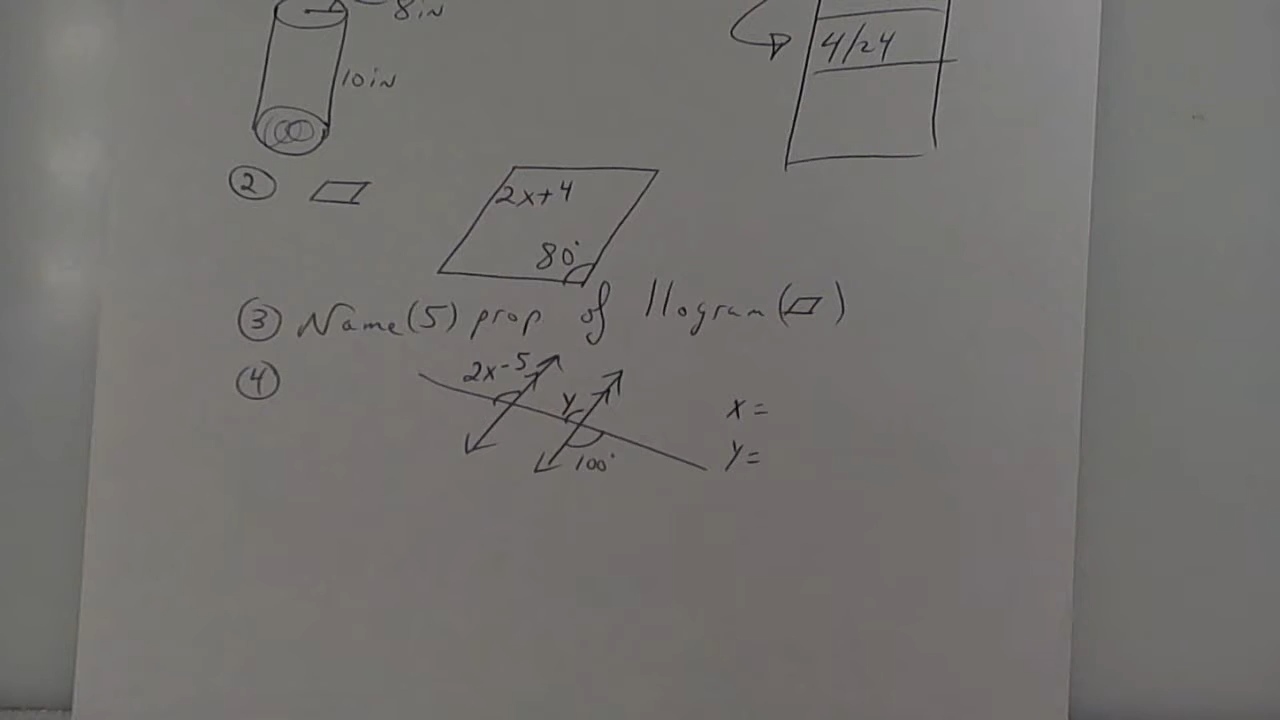 8in
4/24
10in
② 2x+4
80°
③ Name (5) prop of llogram (▱)
④ 2x-5
y
x =
y =
100°